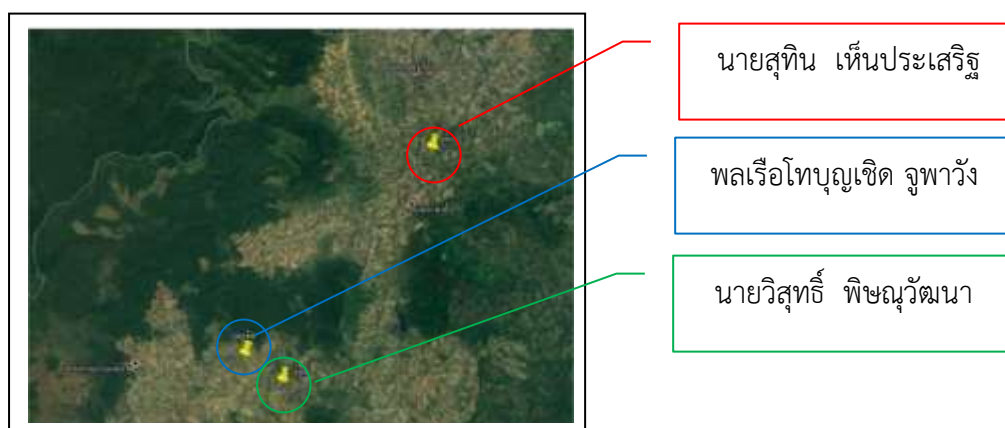 นายสุทิน เห็นประเสริฐ
พลเรือโทบุญเชิด จูพาวัง
นายวิสุทธิ์ พิษณุวัฒนา